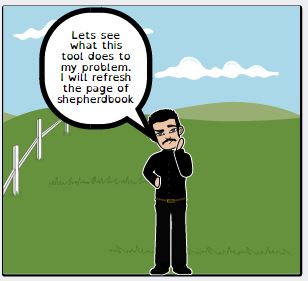 Lets see
what this
tool does to
my problem.
I will refresh
the page of
shepherdbook